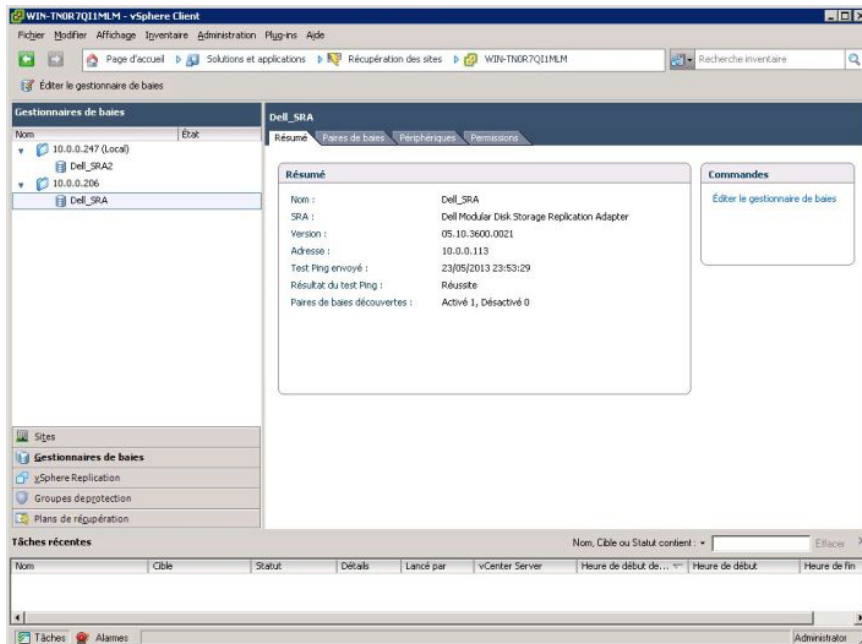 WIN-TN0R7QI1MLM - vSphere Client
Fichier Modifier Affichage Inventaire Administration Plug-ins Aide
Page d'accueil Solutions et applications Récupération des sites WIN-TN0R7QI1MLM Recherche inventaire
Éditer le gestionnaire de baies
Gestionnaires de baies
Nom État
10.0.0.247 (Local)
Dell_SRA2
10.0.0.206
Dell_SRA
Sites
Gestionnaires de baies
vSphere Replication
Groupes deprotection
Plans de récupération
Dell_SRA
Résumé Paires de baies Périphériques Permissions
Résumé
Nom : Dell_SRA
SRA : Dell Modular Disk Storage Replication Adapter
Version : 05.10.3600.0021
Adresse : 10.0.0.113
Test Ping envoyé : 23/05/2013 23:53:29
Résultat du test Ping : Réussite
Paires de baies découvertes : Activé 1, Désactivé 0
Commandes
Éditer le gestionnaire de baies
Tâches récentes Nom, Cible ou Statut contient : Effacer
Nom Cible Statut Détails Lancé par vCenter Server Heure de début de... Heure de début Heure de fin
Tâches Alarmes Administrator